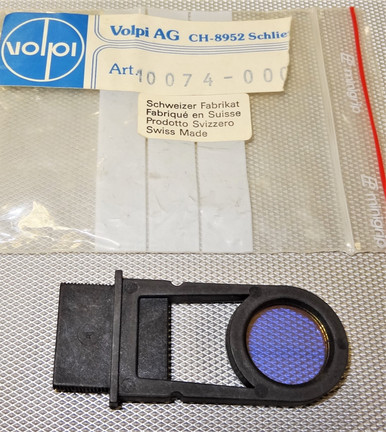 volpi
Volpi AG CH-8952 Schlie
Art. 10074-000
Schweizer Fabrikat
Fabriqué en Suisse
Prodotto Svizzero
Swiss Made